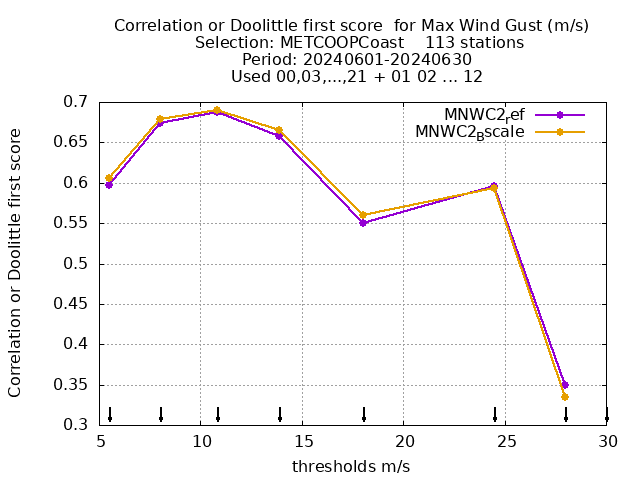 Correlation or Doolittle first score  for Max Wind Gust (m/s)
Selection: METCOOPCoast    113 stations
Period: 20240601-20240630
Used 00,03,...,21 + 01 02 ... 12
MNWC2ref
MNWC2Bscale
Correlation or Doolittle first score
0.7
0.65
0.6
0.55
0.5
0.45
0.4
0.35
0.3
5 10 15 20 25 30
thresholds m/s